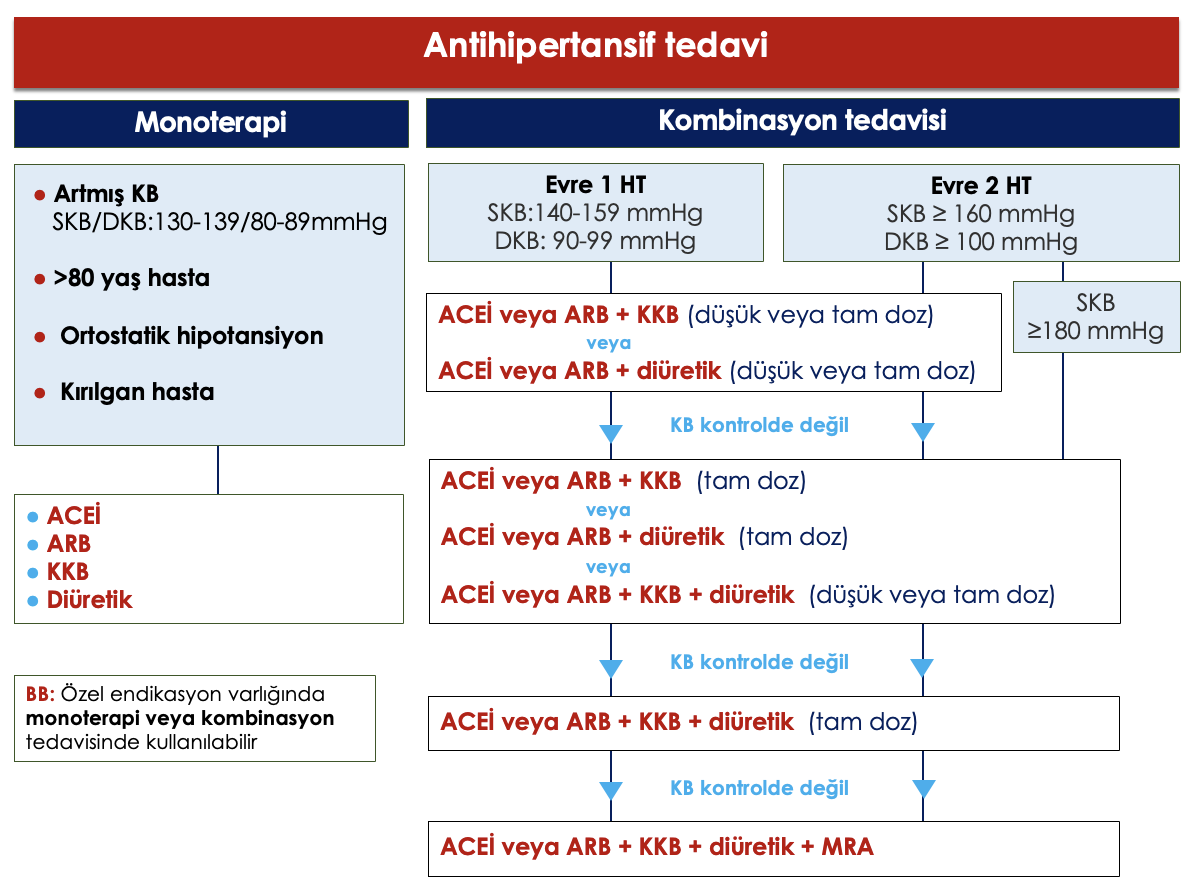 Antihipertansif tedavi
Monoterapi
● Artmış KB
SKB/DKB:130-139/80-89mmHg
● >80 yaş hasta
● Ortostatik hipotansiyon
● Kırılgan hasta
● ACEİ
● ARB
● KKB
● Diüretik
BB: Özel endikasyon varlığında
monoterapi veya kombinasyon
tedavisinde kullanılabilir
Kombinasyon tedavisi
Evre 1 HT
SKB:140-159 mmHg
DKB: 90-99 mmHg
Evre 2 HT
SKB ≥ 160 mmHg
DKB ≥ 100 mmHg
SKB
≥180 mmHg
ACEİ veya ARB + KKB (düşük veya tam doz)
veya
ACEİ veya ARB + diüretik (düşük veya tam doz)
KB kontrolde değil
ACEİ veya ARB + KKB (tam doz)
veya
ACEİ veya ARB + diüretik (tam doz)
veya
ACEİ veya ARB + KKB + diüretik (düşük veya tam doz)
KB kontrolde değil
ACEİ veya ARB + KKB + diüretik (tam doz)
KB kontrolde değil
ACEİ veya ARB + KKB + diüretik + MRA